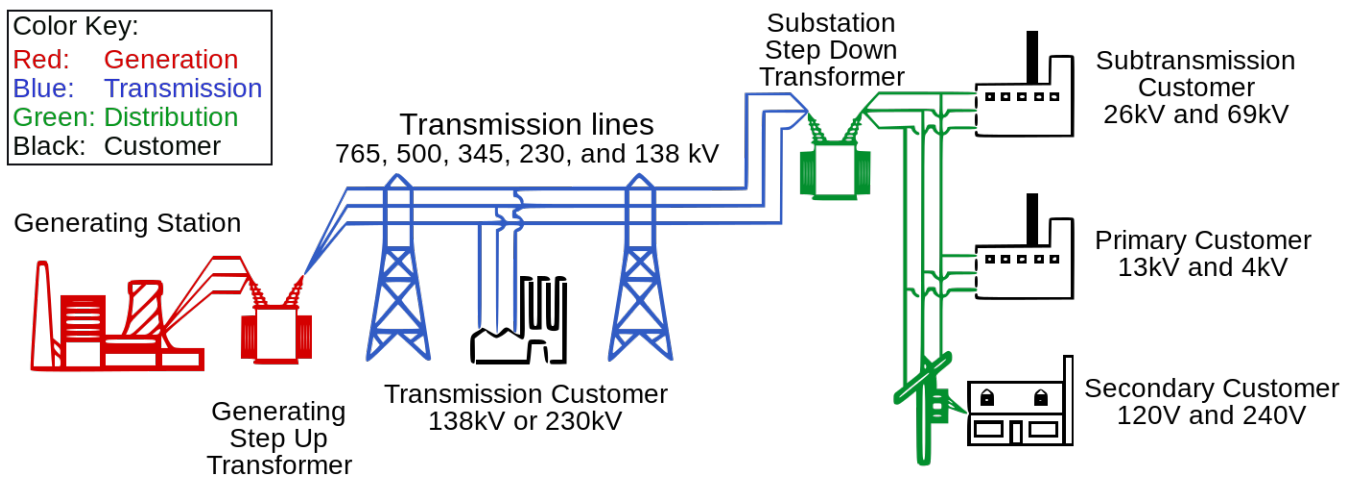 Color Key:
Red: Generation
Blue: Transmission
Green: Distribution
Black: Customer
Generating Station
Generating
Step Up
Transformer
Transmission lines
765, 500, 345, 230, and 138 kV
Transmission Customer
138kV or 230kV
Substation
Step Down
Transformer
Subtransmission
Customer
26kV and 69kV
Primary Customer
13kV and 4kV
Secondary Customer
120V and 240V